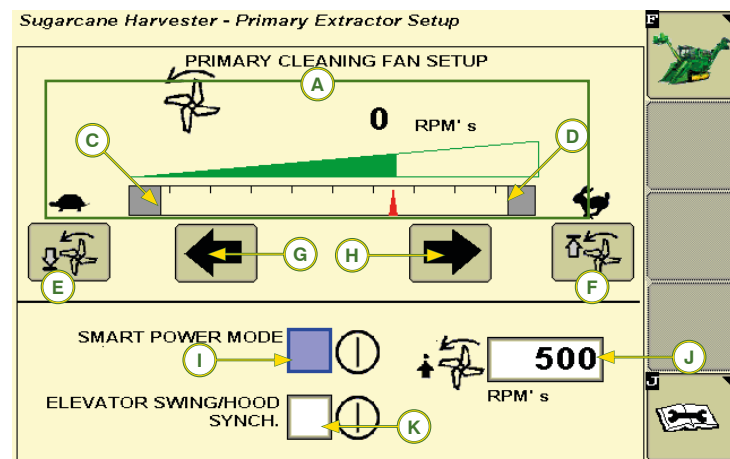 Sugarcane Harvester - Primary Extractor Setup
F
PRIMARY CLEANING FAN SETUP
A
0 RPM' s
C
D
G
H
E
F
SMART POWER MODE
I
500
J
RPM' s
ELEVATOR SWING/HOOD
SYNCH.
K
J